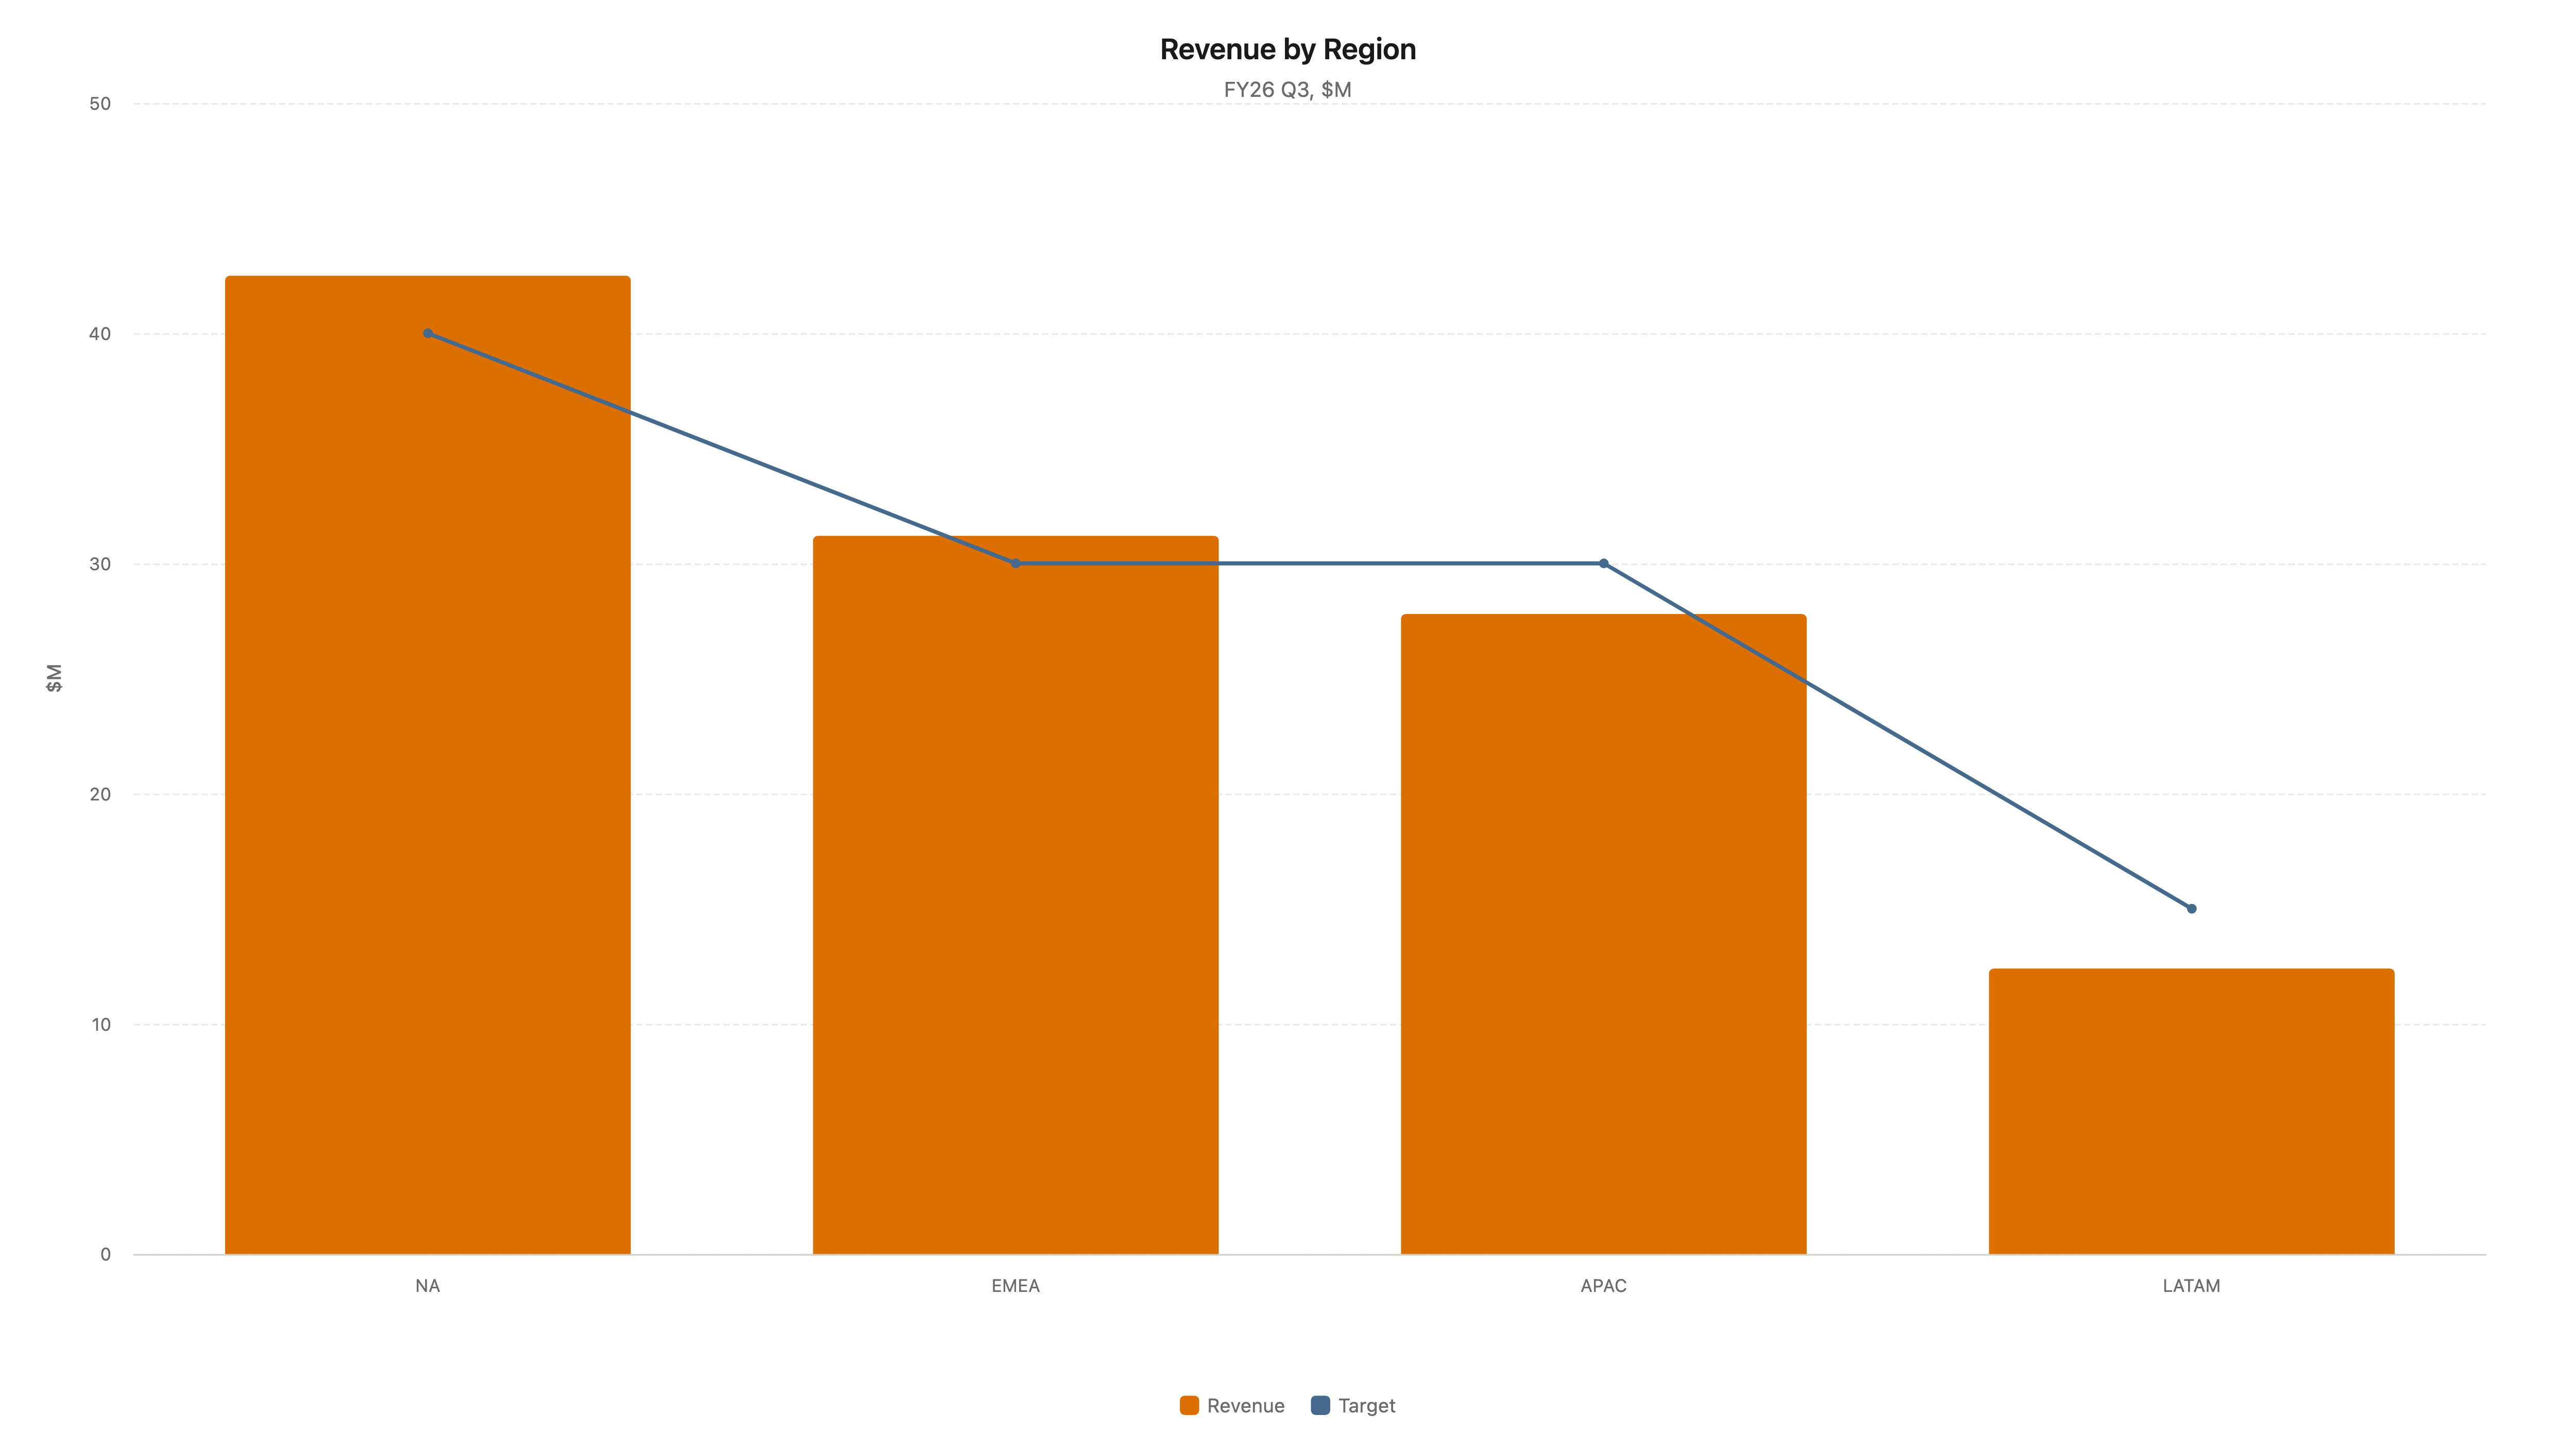 Revenue by Region
FY26 Q3, $M
50
40
30
20
10
0
$M
NA
EMEA
APAC
LATAM
Revenue
Target